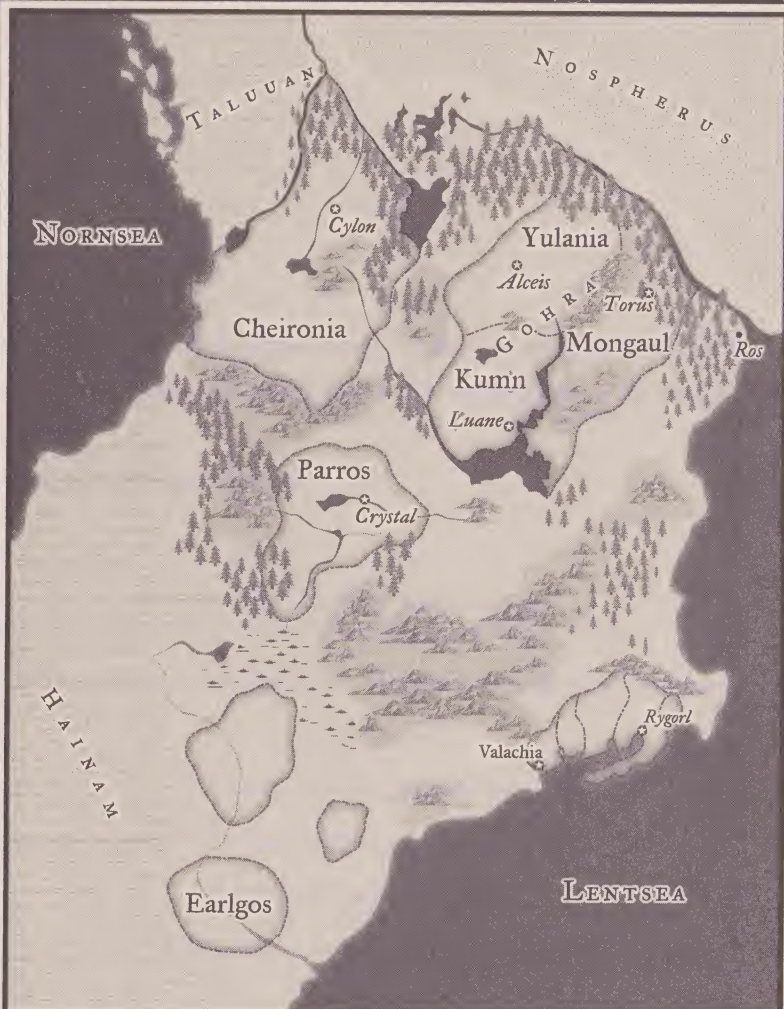 NOSPHERUS
TALUUAN
NORNSEA
Cylon
Yulania
Alceis
GOHRA
Torus
Cheironia
Mongaul
Ros
Kumn
Luane
Parros
Crystal
HAINAM
Rygorl
Valachia
LENTSEA
Earlgos